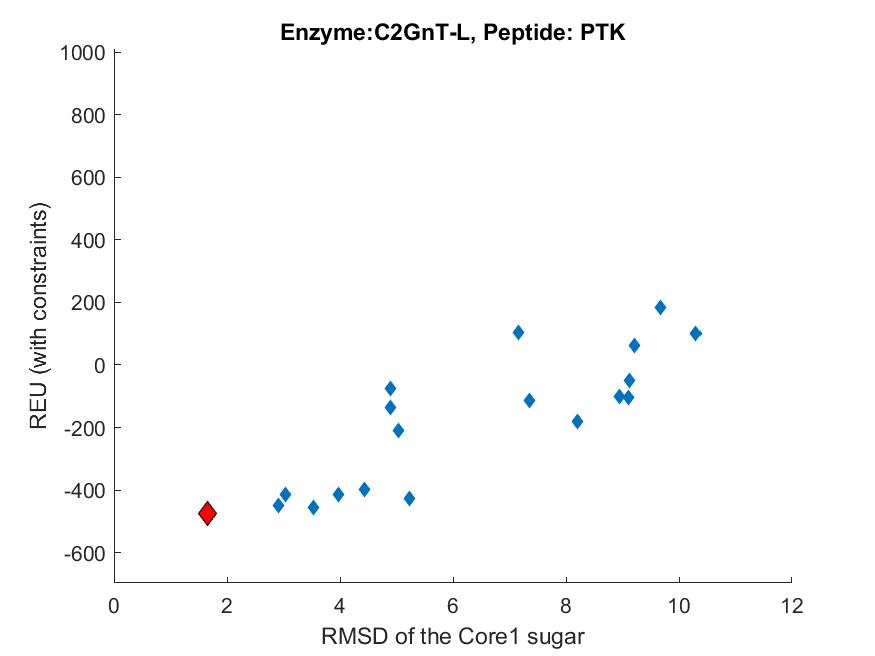 Enzyme:C2GnT-L, Peptide: PTK
1000
800
600
400
200
0
-200
-400
-600
REU (with constraints)
0 2 4 6 8 10 12
RMSD of the Core1 sugar